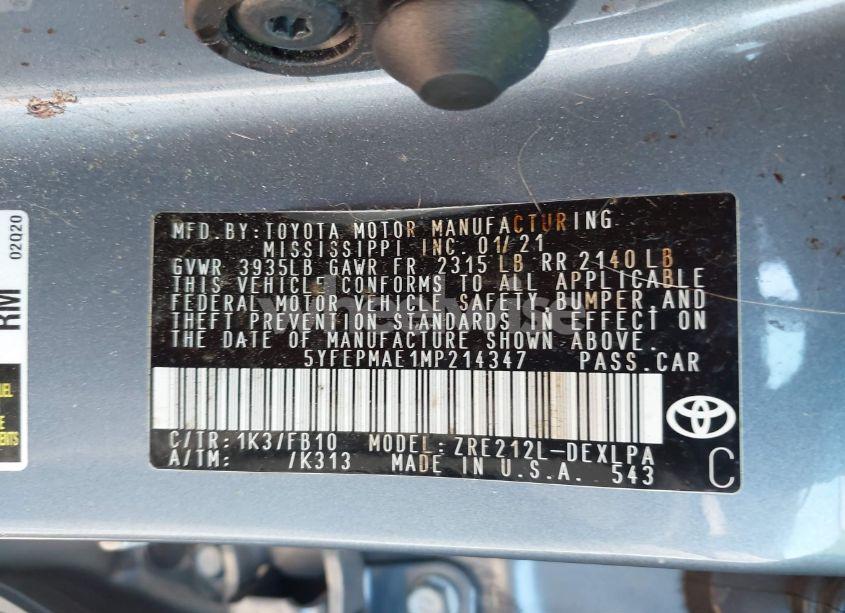 MFD.BY:TOYOTA MOTOR MANUFACTURING
MISSISSIPPI INC 01/21
GVWR 3935LB GAWR FR 2315 LB RR 2140 LB
THIS VEHICLE CONFORMS TO ALL APPLICABLE
FEDERAL MOTOR VEHICLE SAFETY,BUMPER,AND
THEFT PREVENTION STANDARDS IN EFFECT ON
THE DATE OF MANUFACTURE SHOWN ABOVE.
5YFEPMAE1MP214347 PASS.CAR
C/TR: 1K3/FB10 MODEL: ZRE212L-DEXLPA
A/TM: /K313 MADE IN U.S.A. 543
C
02020
RM